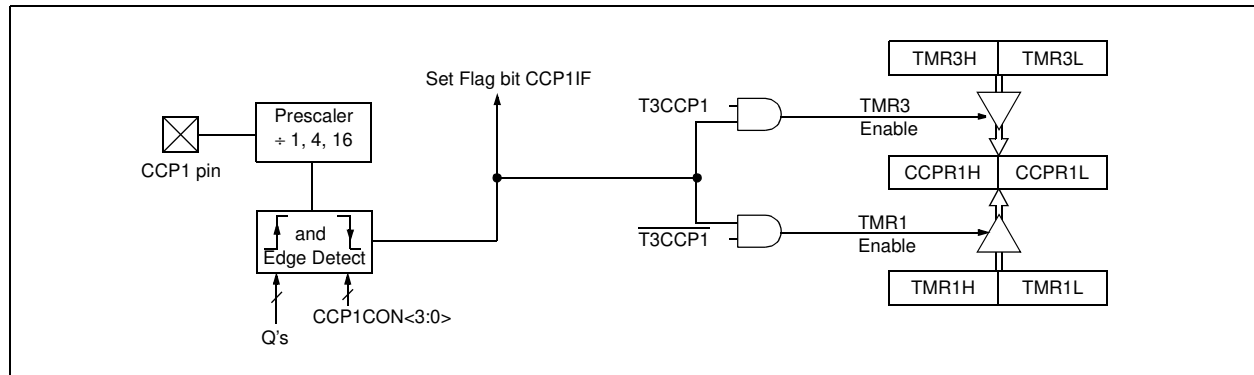 TMR3H TMR3L
Set Flag bit CCP1IF
T3CCP1
TMR3
Enable
Prescaler
÷ 1, 4, 16
CCP1 pin
CCPR1H CCPR1L
and
Edge Detect
T3CCP1
TMR1
Enable
TMR1H TMR1L
CCP1CON<3:0>
Q's